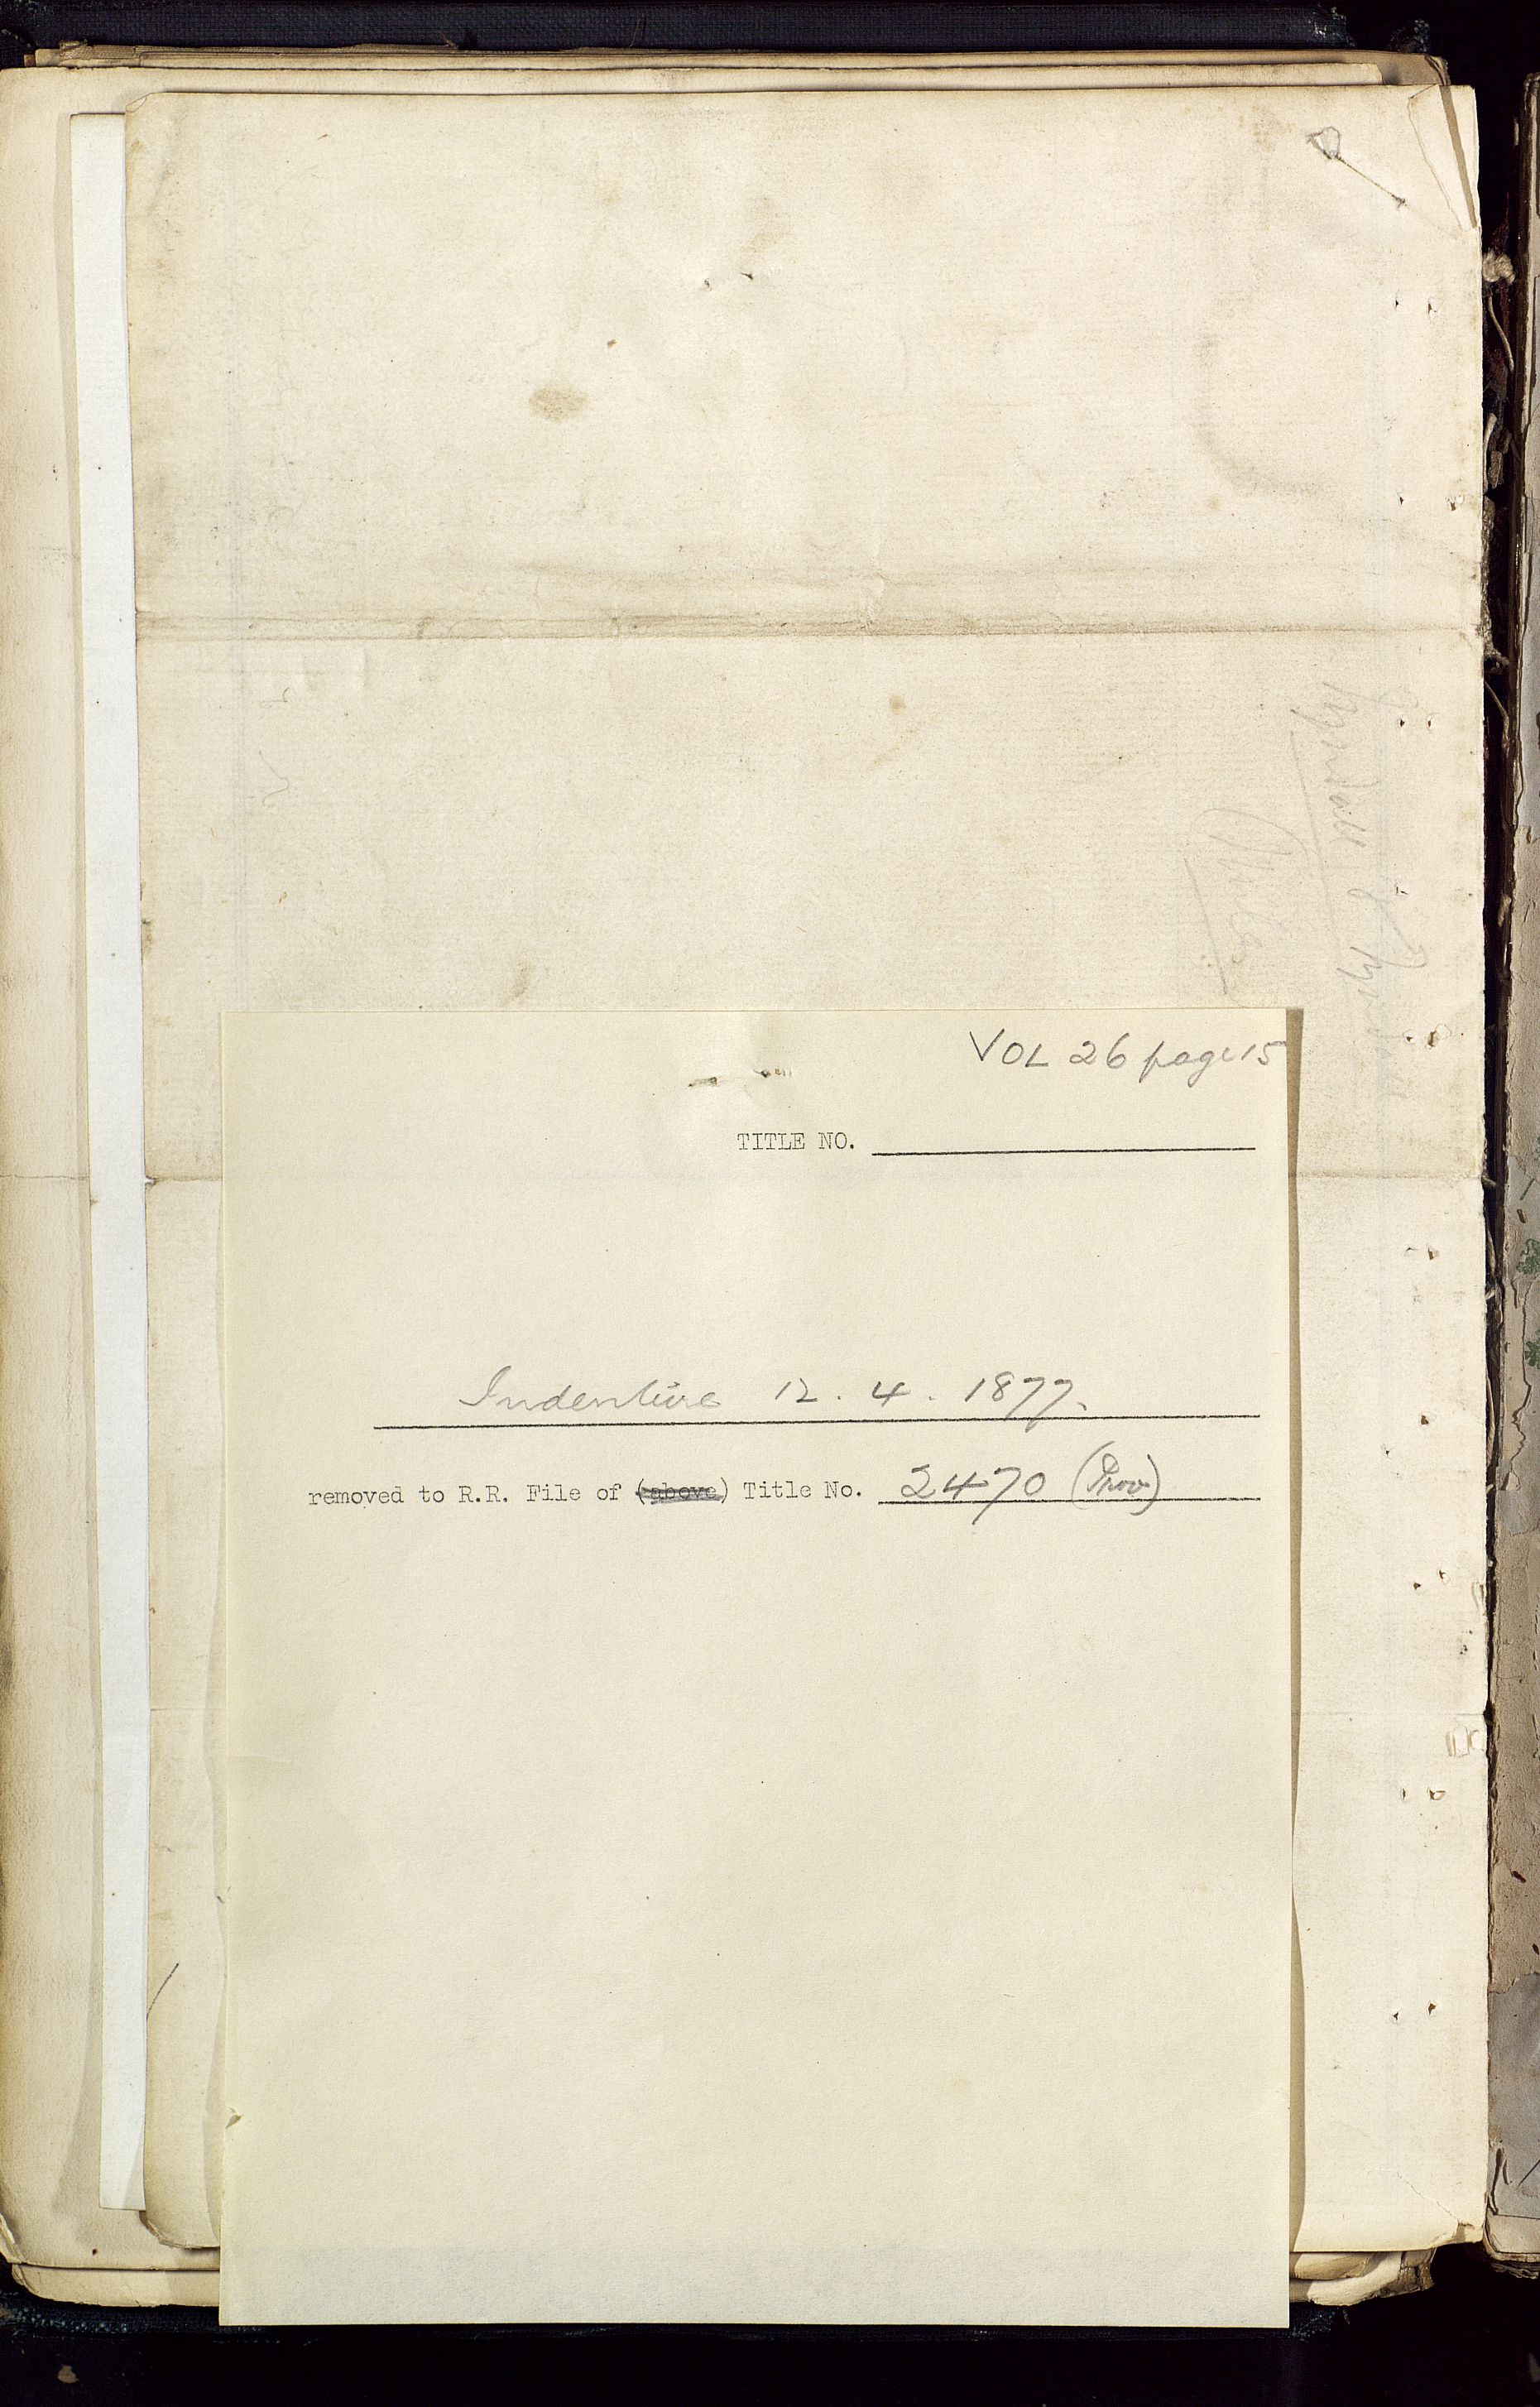 VOL 26 page 15
TITLE NO.
Indenture 12. 4. 1877.
removed to R.R. File of (above) Title No. 2470 (Prov)